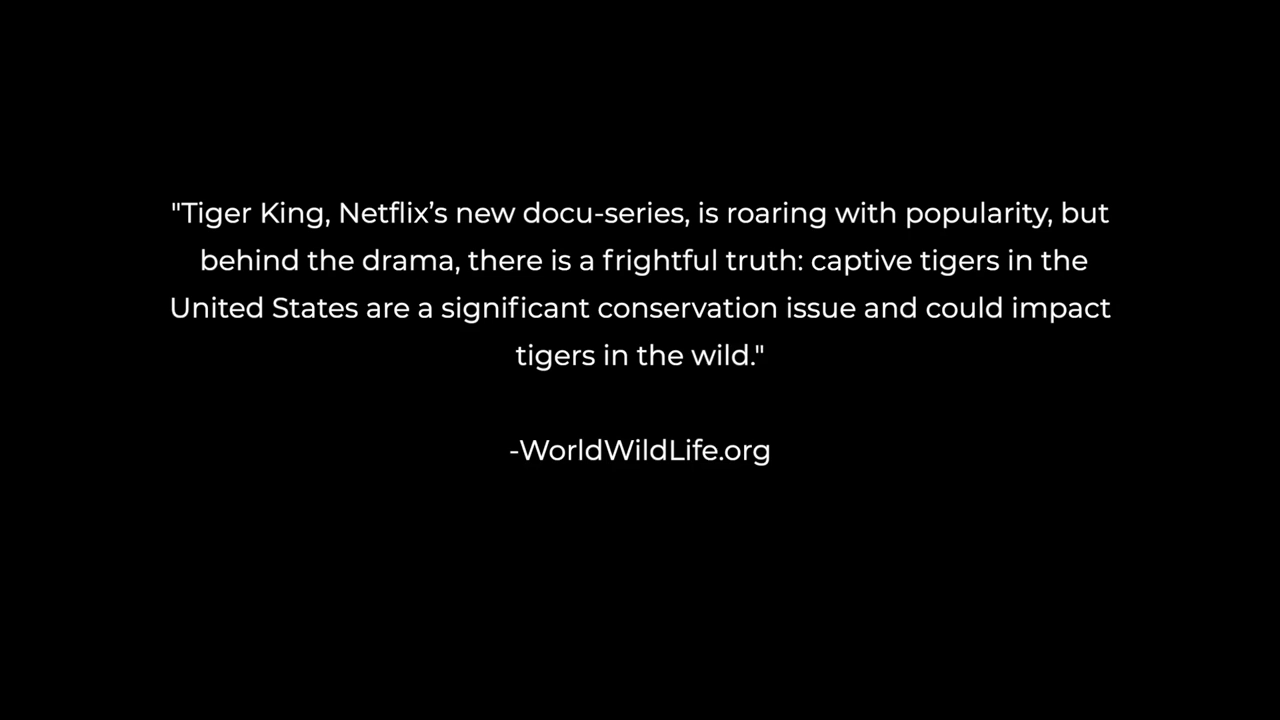 "Tiger King, Netflix’s new docu-series, is roaring with popularity, but
behind the drama, there is a frightful truth: captive tigers in the
United States are a significant conservation issue and could impact
tigers in the wild."
-WorldWildLife.org